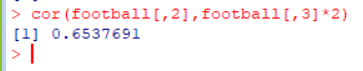 > cor(football[,2],football[,3]*2)
[1] 0.6537691
>